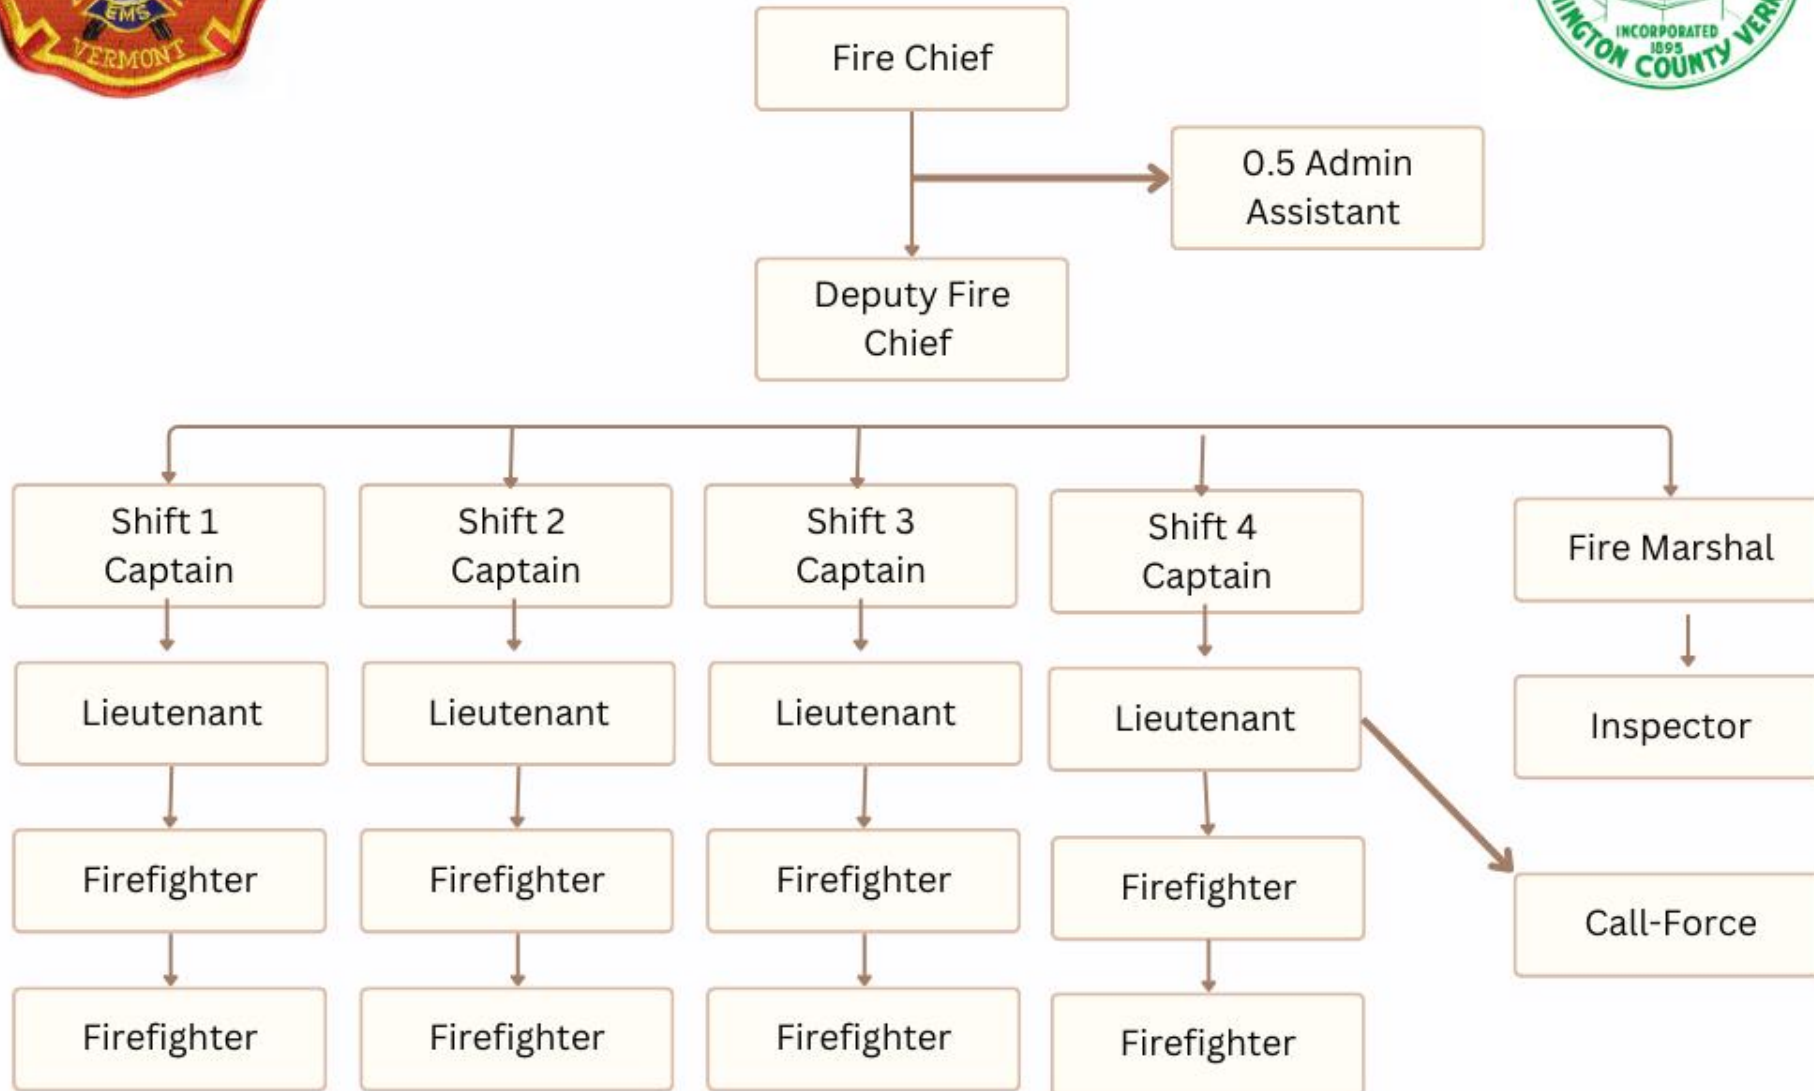 EMS
VERMONT
INCORPORATED
1895
COUNTY
Fire Chief
0.5 Admin
Assistant
Deputy Fire
Chief
Shift 1
Captain
Shift 2
Captain
Shift 3
Captain
Shift 4
Captain
Fire Marshal
Lieutenant
Lieutenant
Lieutenant
Lieutenant
Inspector
Firefighter
Firefighter
Firefighter
Firefighter
Call-Force
Firefighter
Firefighter
Firefighter
Firefighter